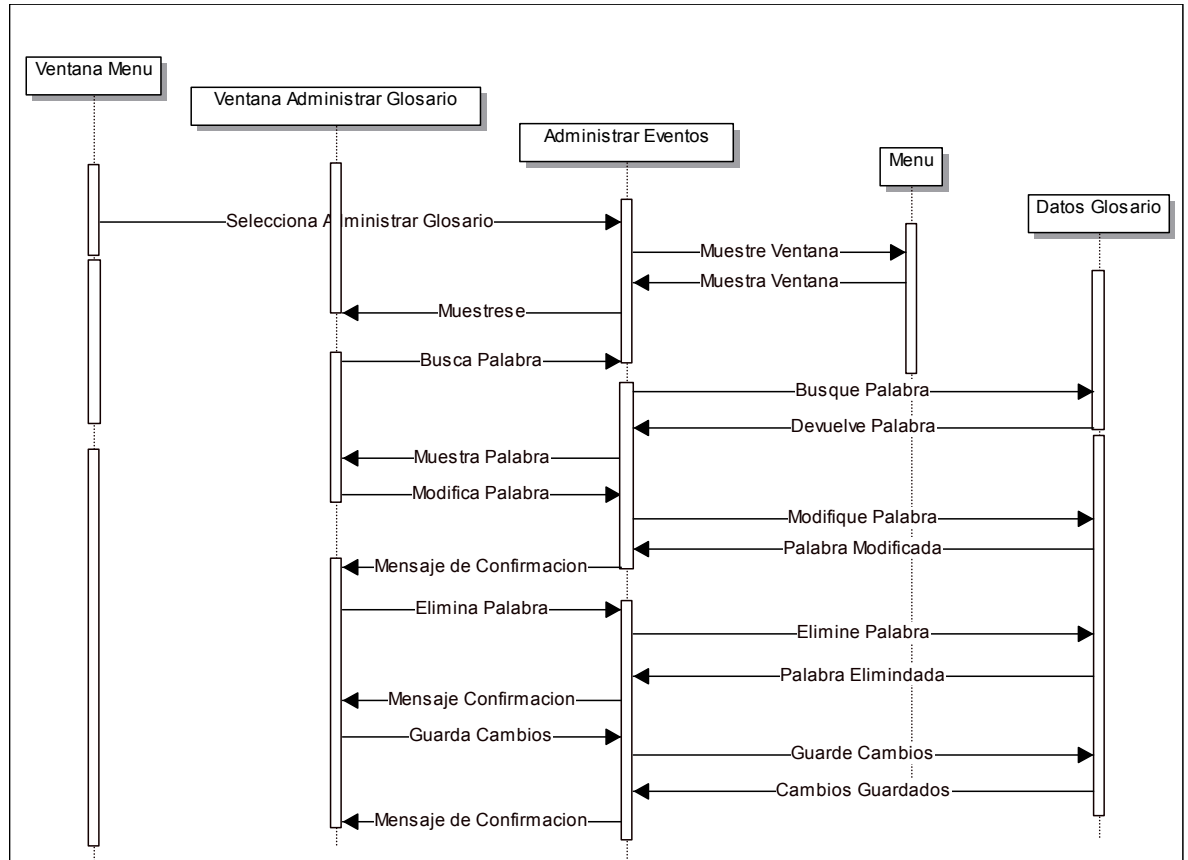 Ventana Menu
Ventana Administrar Glosario
Administrar Eventos
Menu
Datos Glosario
Selecciona Administrar Glosario
Muestre Ventana
Muestra Ventana
Muestrese
Busca Palabra
Busque Palabra
Devuelve Palabra
Muestra Palabra
Modifica Palabra
Modifique Palabra
Palabra Modificada
Mensaje de Confirmacion
Elimina Palabra
Elimine Palabra
Palabra Elimindada
Mensaje Confirmacion
Guarda Cambios
Guarde Cambios
Cambios Guardados
Mensaje de Confirmacion